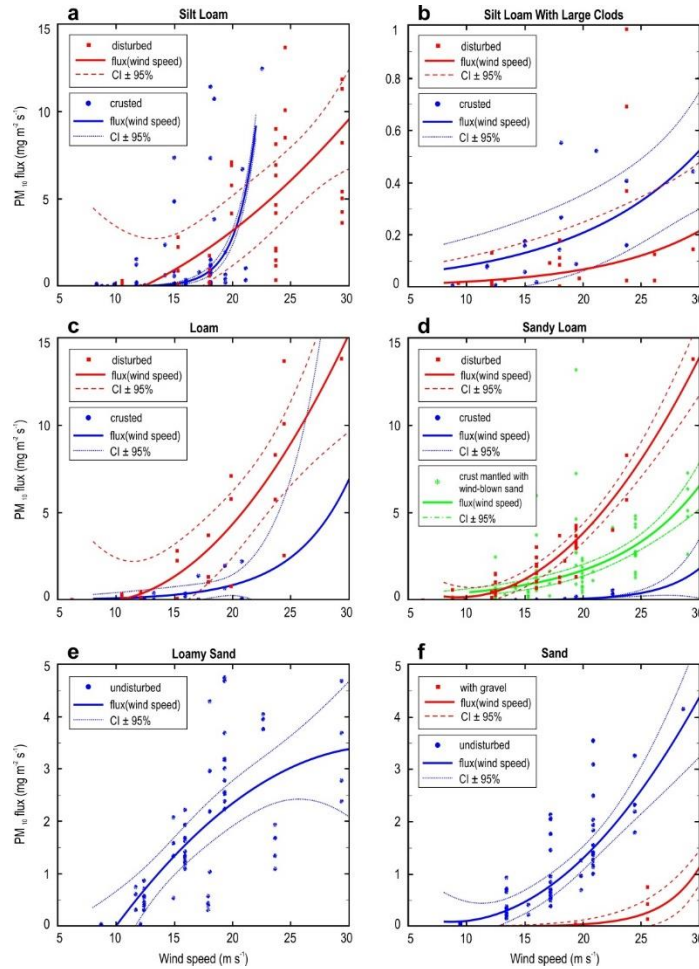 a Silt Loam
PM 10 flux (mg m⁻² s⁻¹)
15
10
5
0
disturbed
flux(wind speed)
CI ± 95%
crusted
flux(wind speed)
CI ± 95%
5 10 15 20 25 30
b Silt Loam With Large Clods
1
0.8
0.6
0.4
0.2
0
disturbed
flux(wind speed)
CI ± 95%
crusted
flux(wind speed)
CI ± 95%
5 10 15 20 25 30
c Loam
PM 10 flux (mg m⁻² s⁻¹)
15
10
5
0
disturbed
flux(wind speed)
CI ± 95%
crusted
flux(wind speed)
CI ± 95%
5 10 15 20 25 30
d Sandy Loam
15
10
5
0
disturbed
flux(wind speed)
CI ± 95%
crusted
flux(wind speed)
CI ± 95%
crust mantled with
wind-blown sand
flux(wind speed)
CI ± 95%
5 10 15 20 25 30
e Loamy Sand
PM 10 flux (mg m⁻² s⁻¹)
5
4
3
2
1
0
undisturbed
flux(wind speed)
CI ± 95%
5 10 15 20 25 30
Wind speed (m s⁻¹)
f Sand
5
4
3
2
1
0
with gravel
flux(wind speed)
CI ± 95%
undisturbed
flux(wind speed)
CI ± 95%
5 10 15 20 25 30
Wind speed (m s⁻¹)